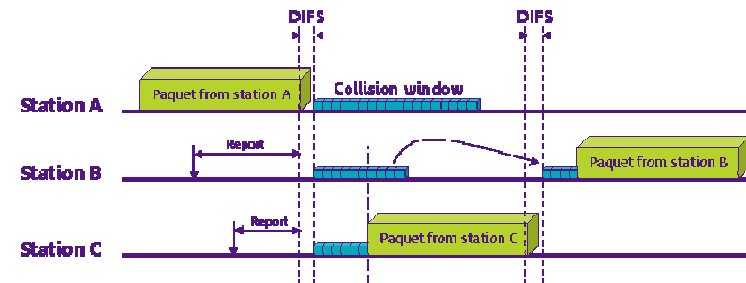 DIFS DIFS
Paquet from station A
Collision window
Station A
Report
Paquet from station B
Station B
Report
Paquet from station C
Station C